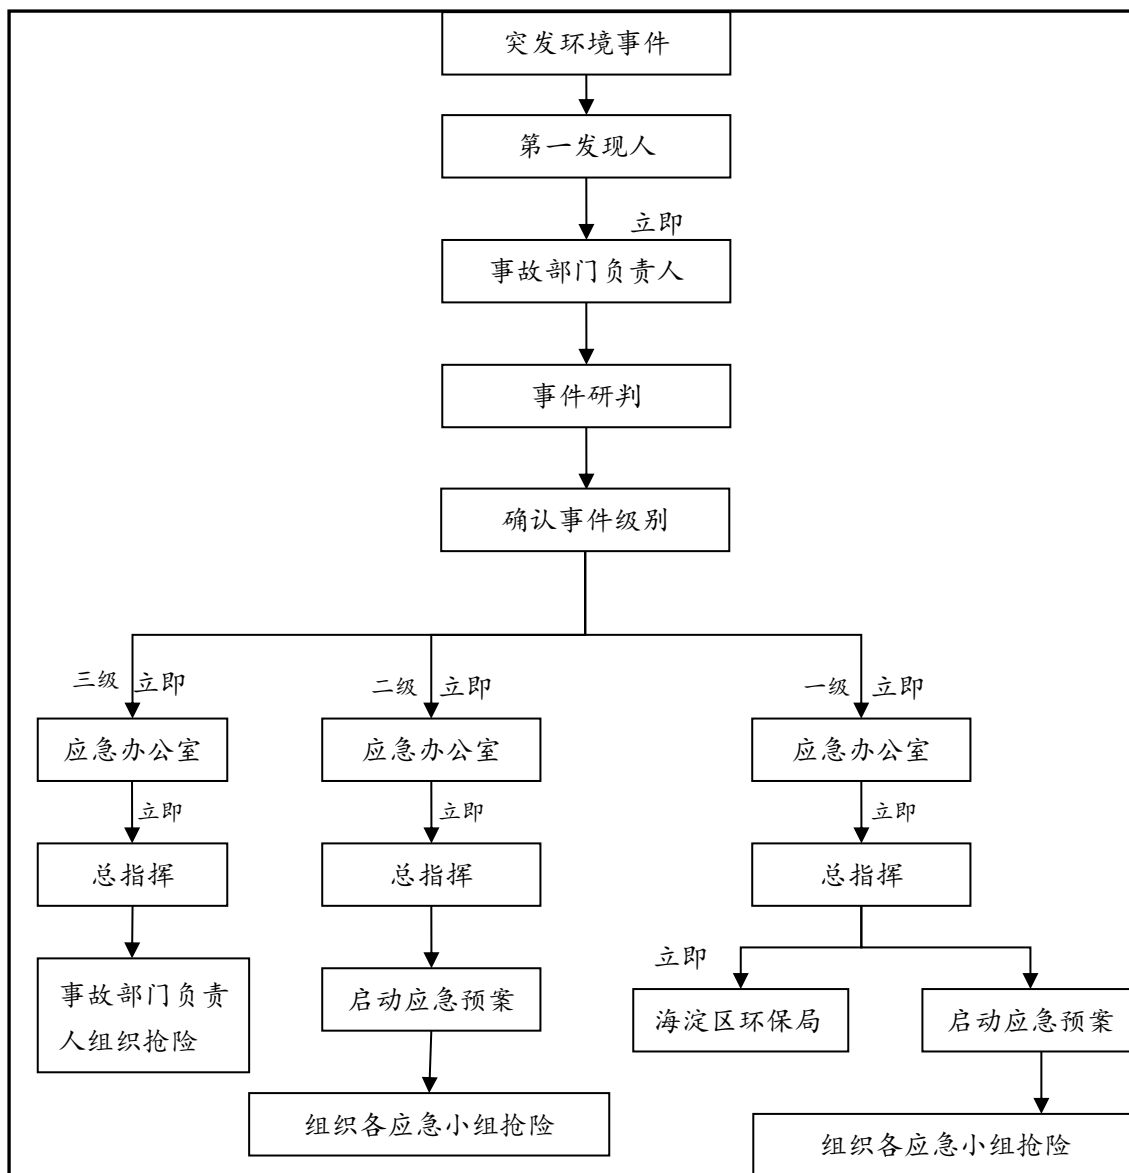 突发环境事件
第一发现人
立即
事故部门负责人
事件研判
确认事件级别
三级 立即
二级 立即
一级 立即
应急办公室
应急办公室
应急办公室
立即
立即
立即
总指挥
总指挥
总指挥
立即
事故部门负责
人组织抢险
启动应急预案
海淀区环保局
启动应急预案
组织各应急小组抢险
组织各应急小组抢险